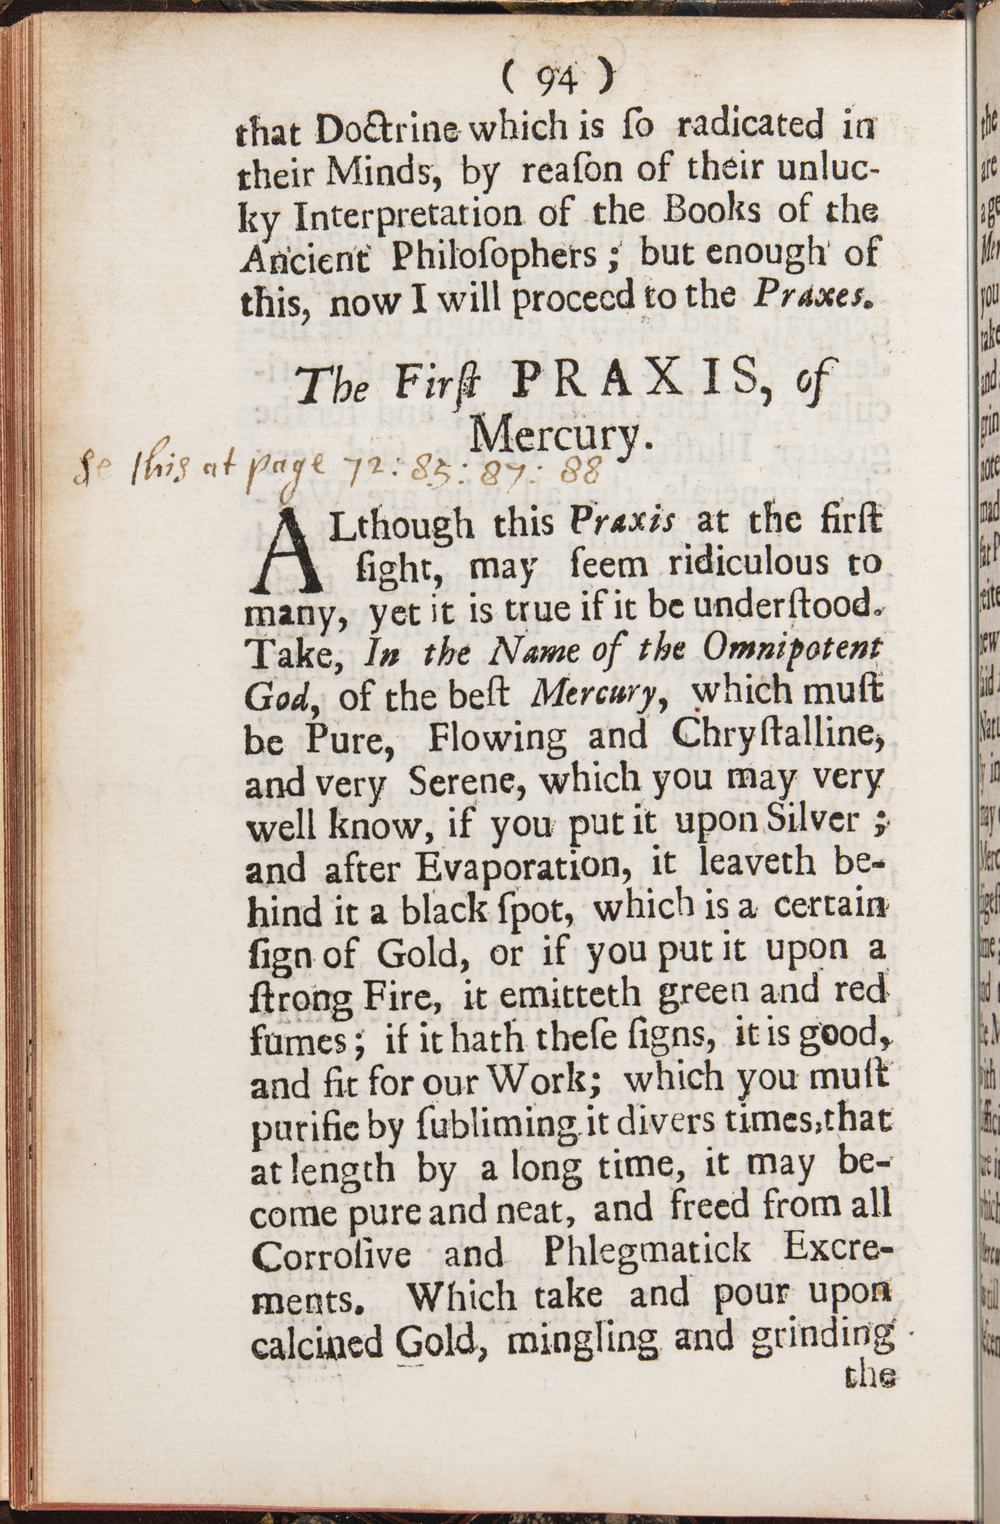 ( 94 )
that Doctrine which is ſo radicated in
their Minds, by reaſon of their unluc-
ky Interpretation of the Books of the
Ancient Philoſophers ; but enough of
this, now I will proceed to the Praxes.
The Firſt PRAXIS, of
Mercury.
Se this at page 72: 85: 87: 88
ALthough this Praxis at the firſt
ſight, may ſeem ridiculous to
many, yet it is true if it be underſtood.
Take, In the Name of the Omnipotent
God, of the beſt Mercury, which muſt
be Pure, Flowing and Chryſtalline,
and very Serene, which you may very
well know, if you put it upon Silver ;
and after Evaporation, it leaveth be-
hind it a black ſpot, which is a certain
ſign of Gold, or if you put it upon a
ſtrong Fire, it emitteth green and red
fumes ; if it hath theſe ſigns, it is good,
and fit for our Work; which you muſt
purifie by ſubliming it divers times, that
at length by a long time, it may be-
come pure and neat, and freed from all
Corroſive and Phlegmatick Excre-
ments. Which take and pour upon
calcined Gold, mingling and grinding
the